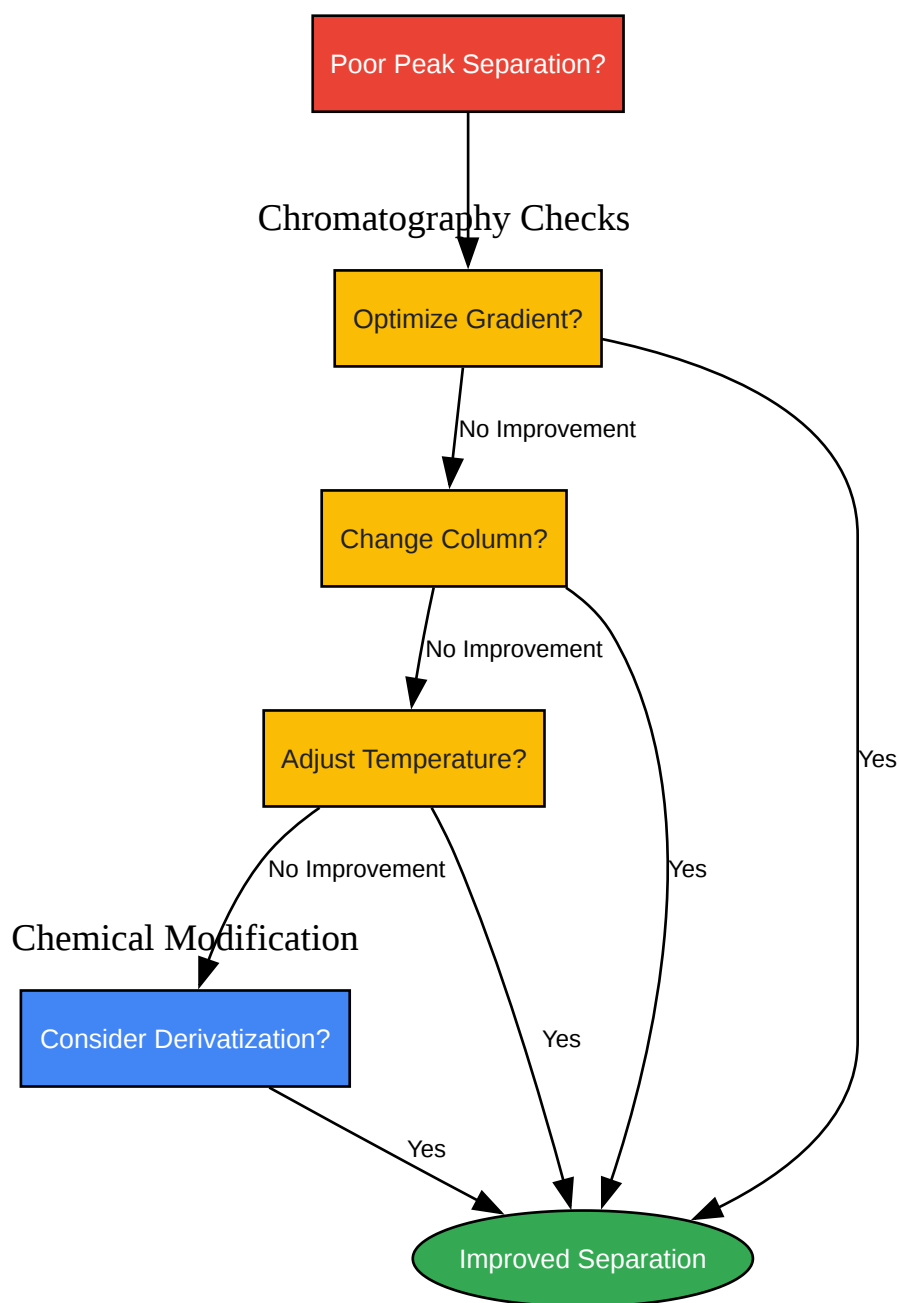 Poor Peak Separation?
Chromatography Checks
Optimize Gradient?
No Improvement
Change Column?
No Improvement
Adjust Temperature?
Yes
No Improvement
Yes
Chemical Modification
Consider Derivatization?
Yes
Yes
Improved Separation